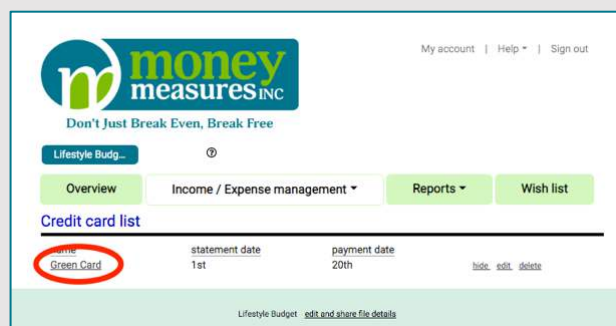 My account | Help | Sign out
money
measures INC
Don't Just Break Even, Break Free
Lifestyle Budg...
Overview Income / Expense management Reports Wish list
Credit card list
name statement date payment date
Green Card 1st 20th hide edit delete
Lifestyle Budget edit and share file details